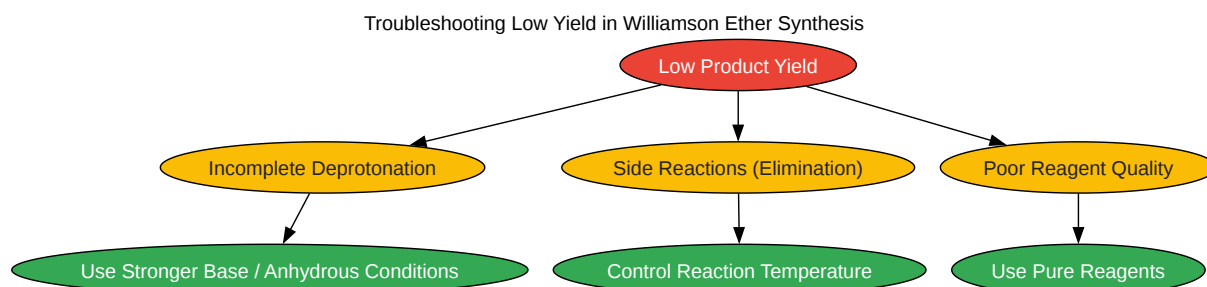 Troubleshooting Low Yield in Williamson Ether Synthesis
Low Product Yield
Incomplete Deprotonation
Side Reactions (Elimination)
Poor Reagent Quality
Use Stronger Base / Anhydrous Conditions
Control Reaction Temperature
Use Pure Reagents